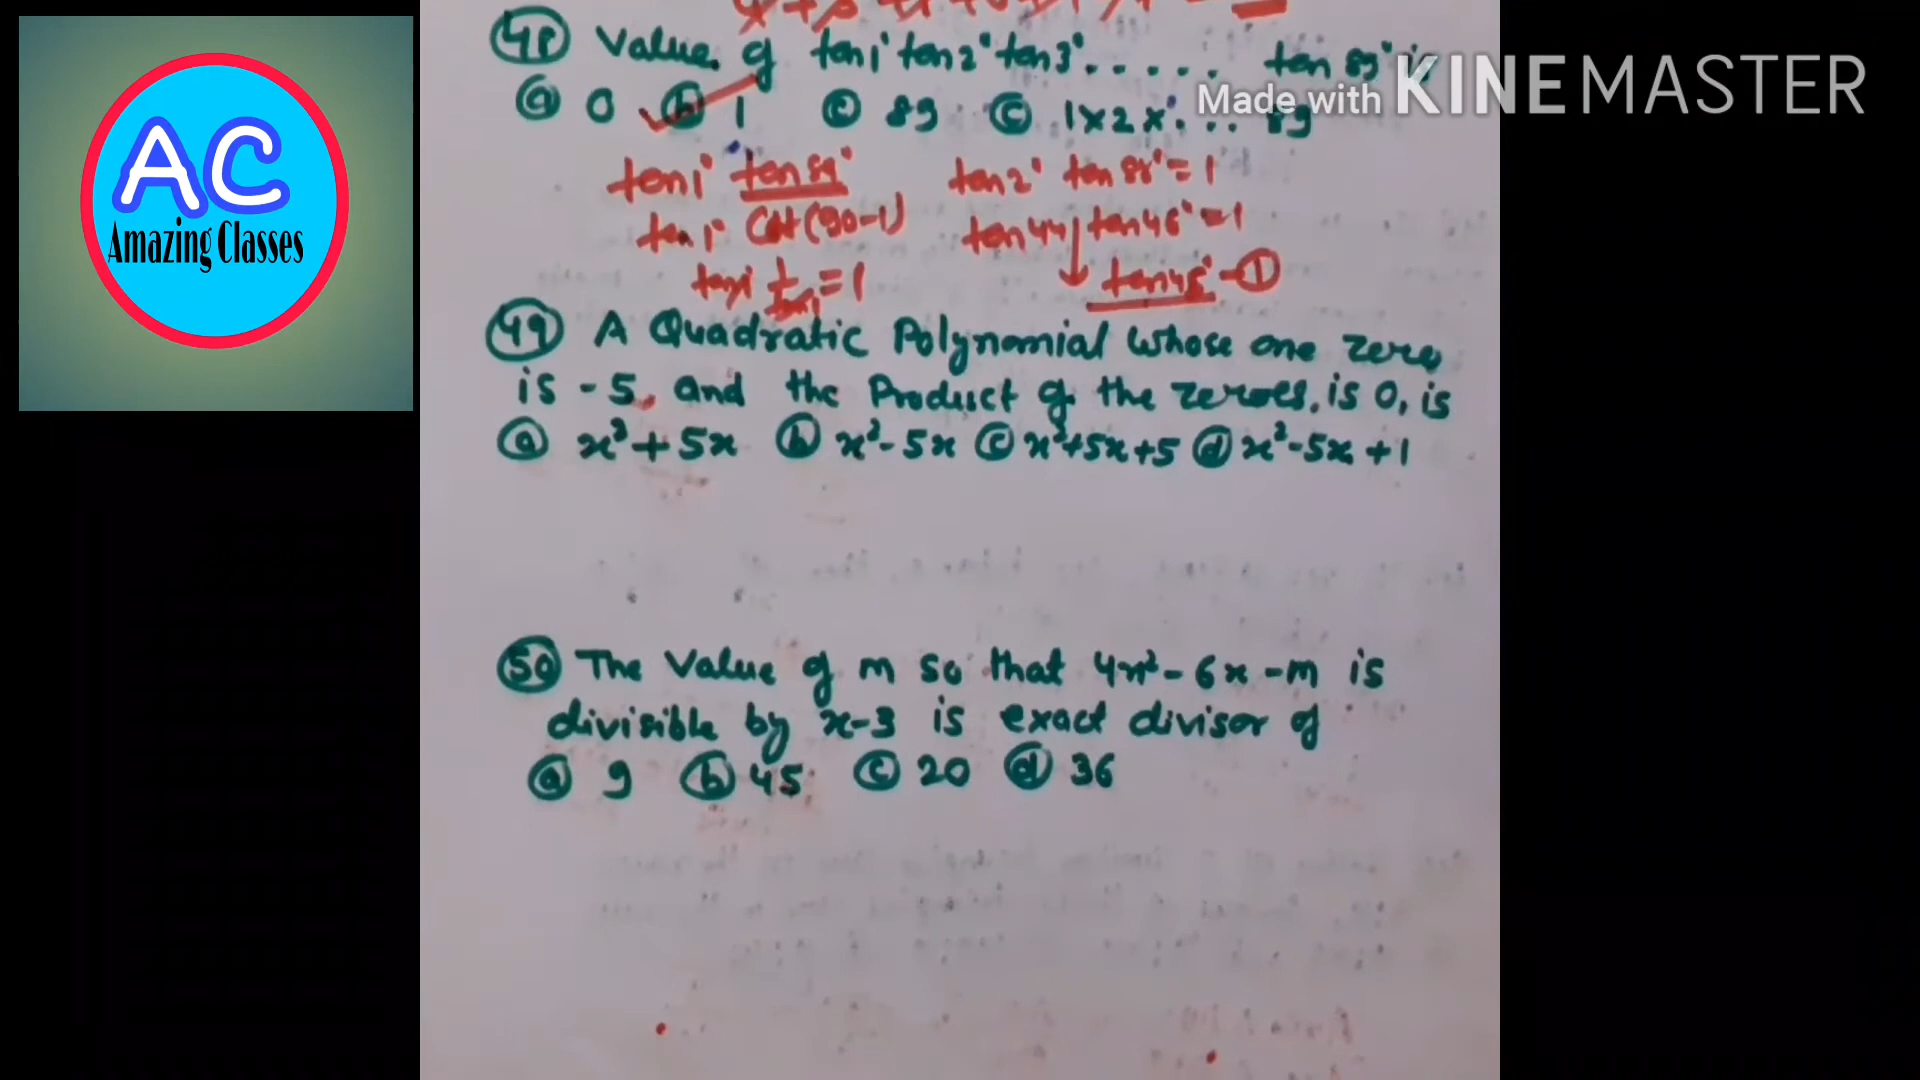 AC
Amazing Classes
Made with KINEMASTER
48 Value of tan1° tan2° tan3° . . . . . tan 89° is
a 0 b 1 c 89 c 1x2x... 89
tan1° tan89° tan2° tan88° = 1
tan1° cot(90-1) tan44 tan46° = 1
tan1 1/tan1 = 1 tan45° - 1
49 A Quadratic Polynomial whose one zero
is -5, and the Product of the zeroes, is 0, is
a x² + 5x b x² - 5x c x²+5x+5 d x²-5x+1
50 The Value of m so that 4x² - 6x - m is
divisible by x-3 is exact divisor of
a 9 b 45 c 20 d 36